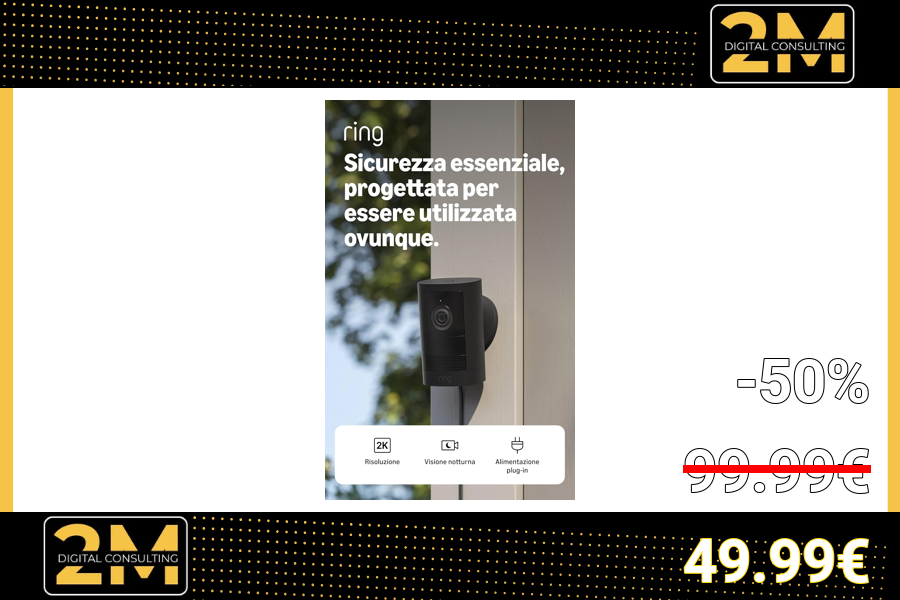 2M
DIGITAL CONSULTING
ring
Sicurezza essenziale,
progettata per
essere utilizzata
ovunque.
ring
2K
Risoluzione
Visione notturna
Alimentazione
plug-in
-50%
99.99€
2M
DIGITAL CONSULTING
49.99€